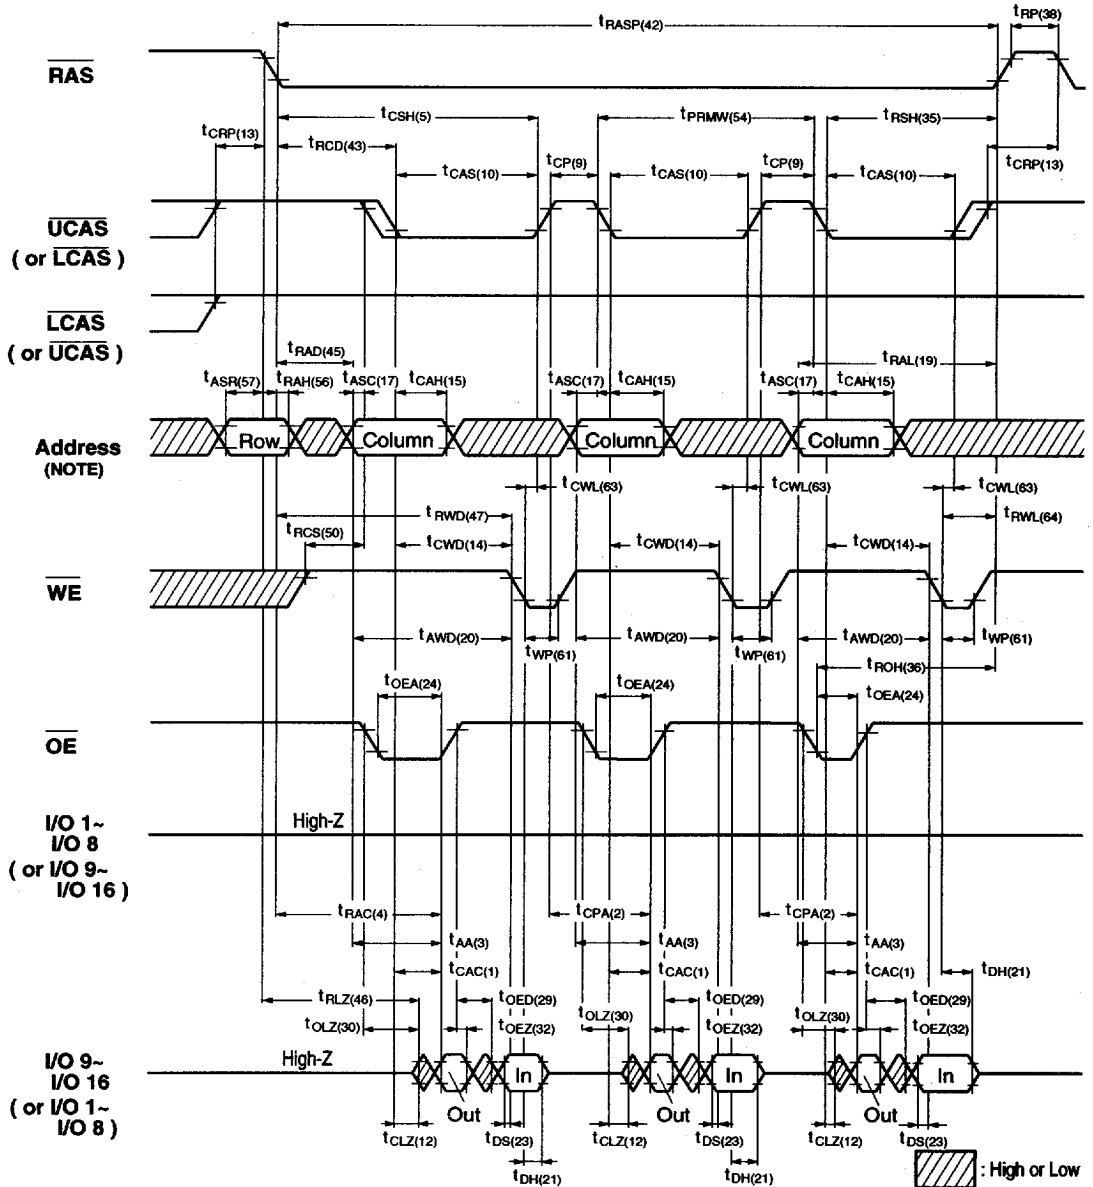 tRASP(42)
tRP(38)
RAS
tCSH(5)
tPRMW(54)
tRSH(35)
tCRP(13)
tRCD(43)
tCP(9)
tCP(9)
tCRP(13)
tCAS(10)
tCAS(10)
tCAS(10)
UCAS
( or LCAS )
LCAS
( or UCAS )
tRAD(45)
tRAL(19)
tASR(57)
tRAH(56)
tASC(17)
tCAH(15)
tASC(17)
tCAH(15)
tASC(17)
tCAH(15)
Address
(NOTE)
Row
Column
Column
Column
tCWL(63)
tCWL(63)
tCWL(63)
tRWD(47)
tRWL(64)
tRCS(50)
tCWD(14)
tCWD(14)
tCWD(14)
WE
tAWD(20)
tAWD(20)
tAWD(20)
tWP(61)
tWP(61)
tWP(61)
tROH(36)
tOEA(24)
tOEA(24)
tOEA(24)
OE
I/O 1~
I/O 8
( or I/O 9~
I/O 16 )
High-Z
tRAC(4)
tCPA(2)
tCPA(2)
tAA(3)
tAA(3)
tAA(3)
tCAC(1)
tCAC(1)
tCAC(1)
tDH(21)
tRLZ(46)
tOED(29)
tOED(29)
tOED(29)
tOLZ(30)
tOLZ(30)
tOLZ(30)
tOEZ(32)
tOEZ(32)
tOEZ(32)
I/O 9~
I/O 16
( or I/O 1~
I/O 8 )
High-Z
In
In
In
Out
Out
Out
tCLZ(12)
tDS(23)
tCLZ(12)
tDS(23)
tCLZ(12)
tDS(23)
tDH(21)
tDH(21)
: High or Low